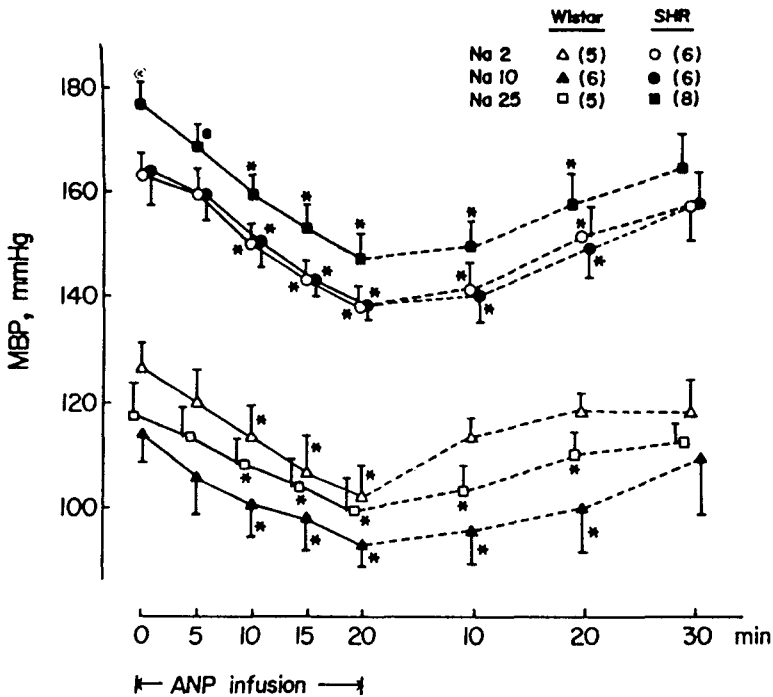 Wistar SHR
Na 2 △ (5) ○ (6)
Na 10 ▲ (6) ● (6)
Na 25 □ (5) ■ (8)
MBP, mmHg
180
160
140
120
100
0 5 10 15 20 10 20 30 min
ANP infusion